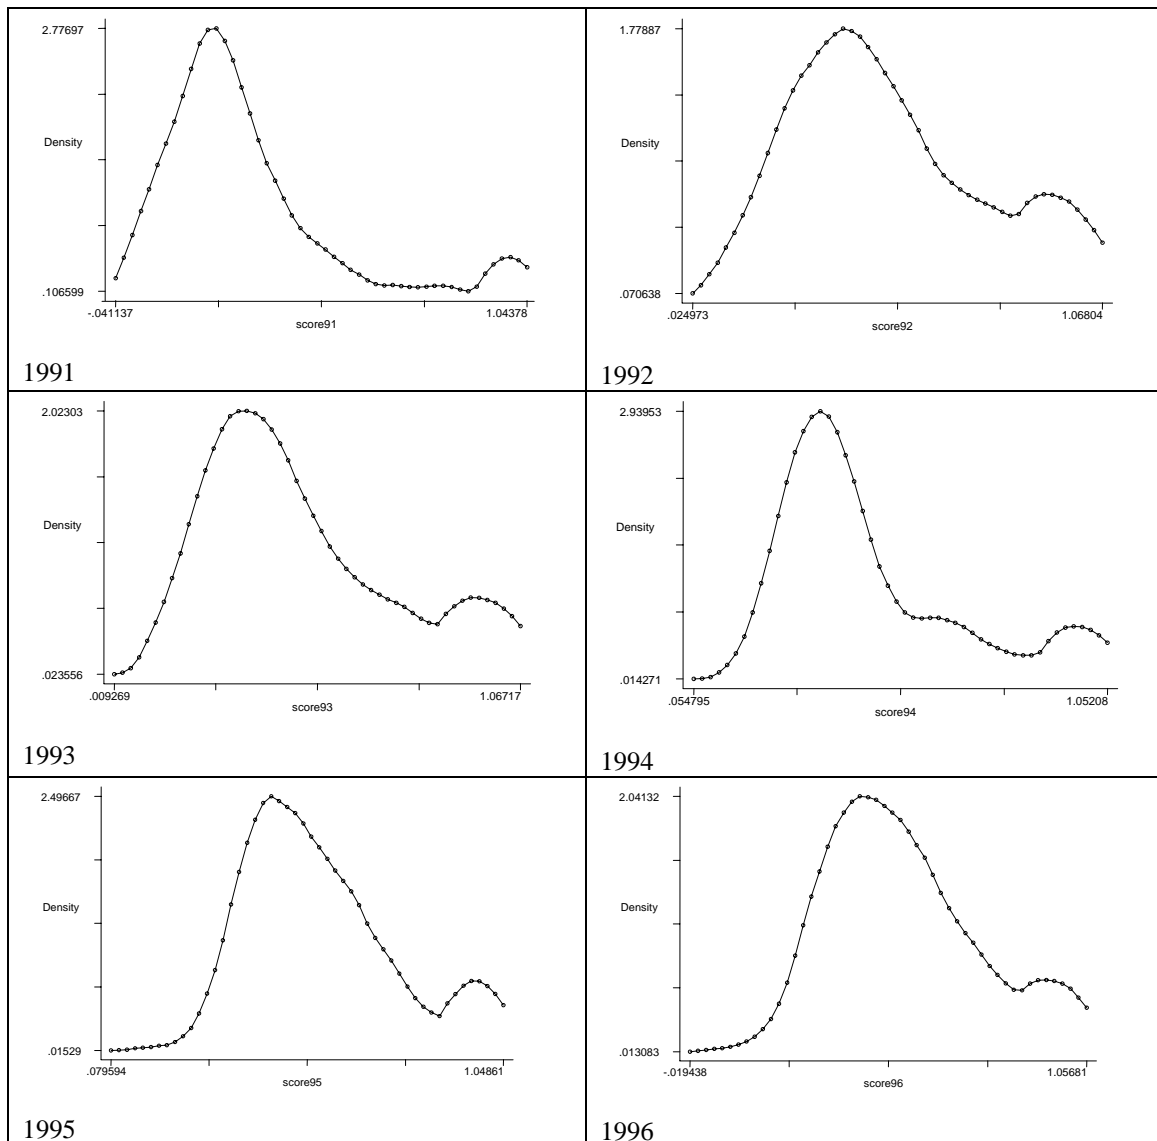 2.77697
Density
.106599
-.041137
1.04378
score91
1991
1.77887
Density
.070638
.024973
1.06804
score92
1992
2.02303
Density
.023556
.009269
1.06717
score93
1993
2.93953
Density
.014271
.054795
1.05208
score94
1994
2.49667
Density
.01529
.079594
1.04861
score95
1995
2.04132
Density
.013083
-.019438
1.05681
score96
1996